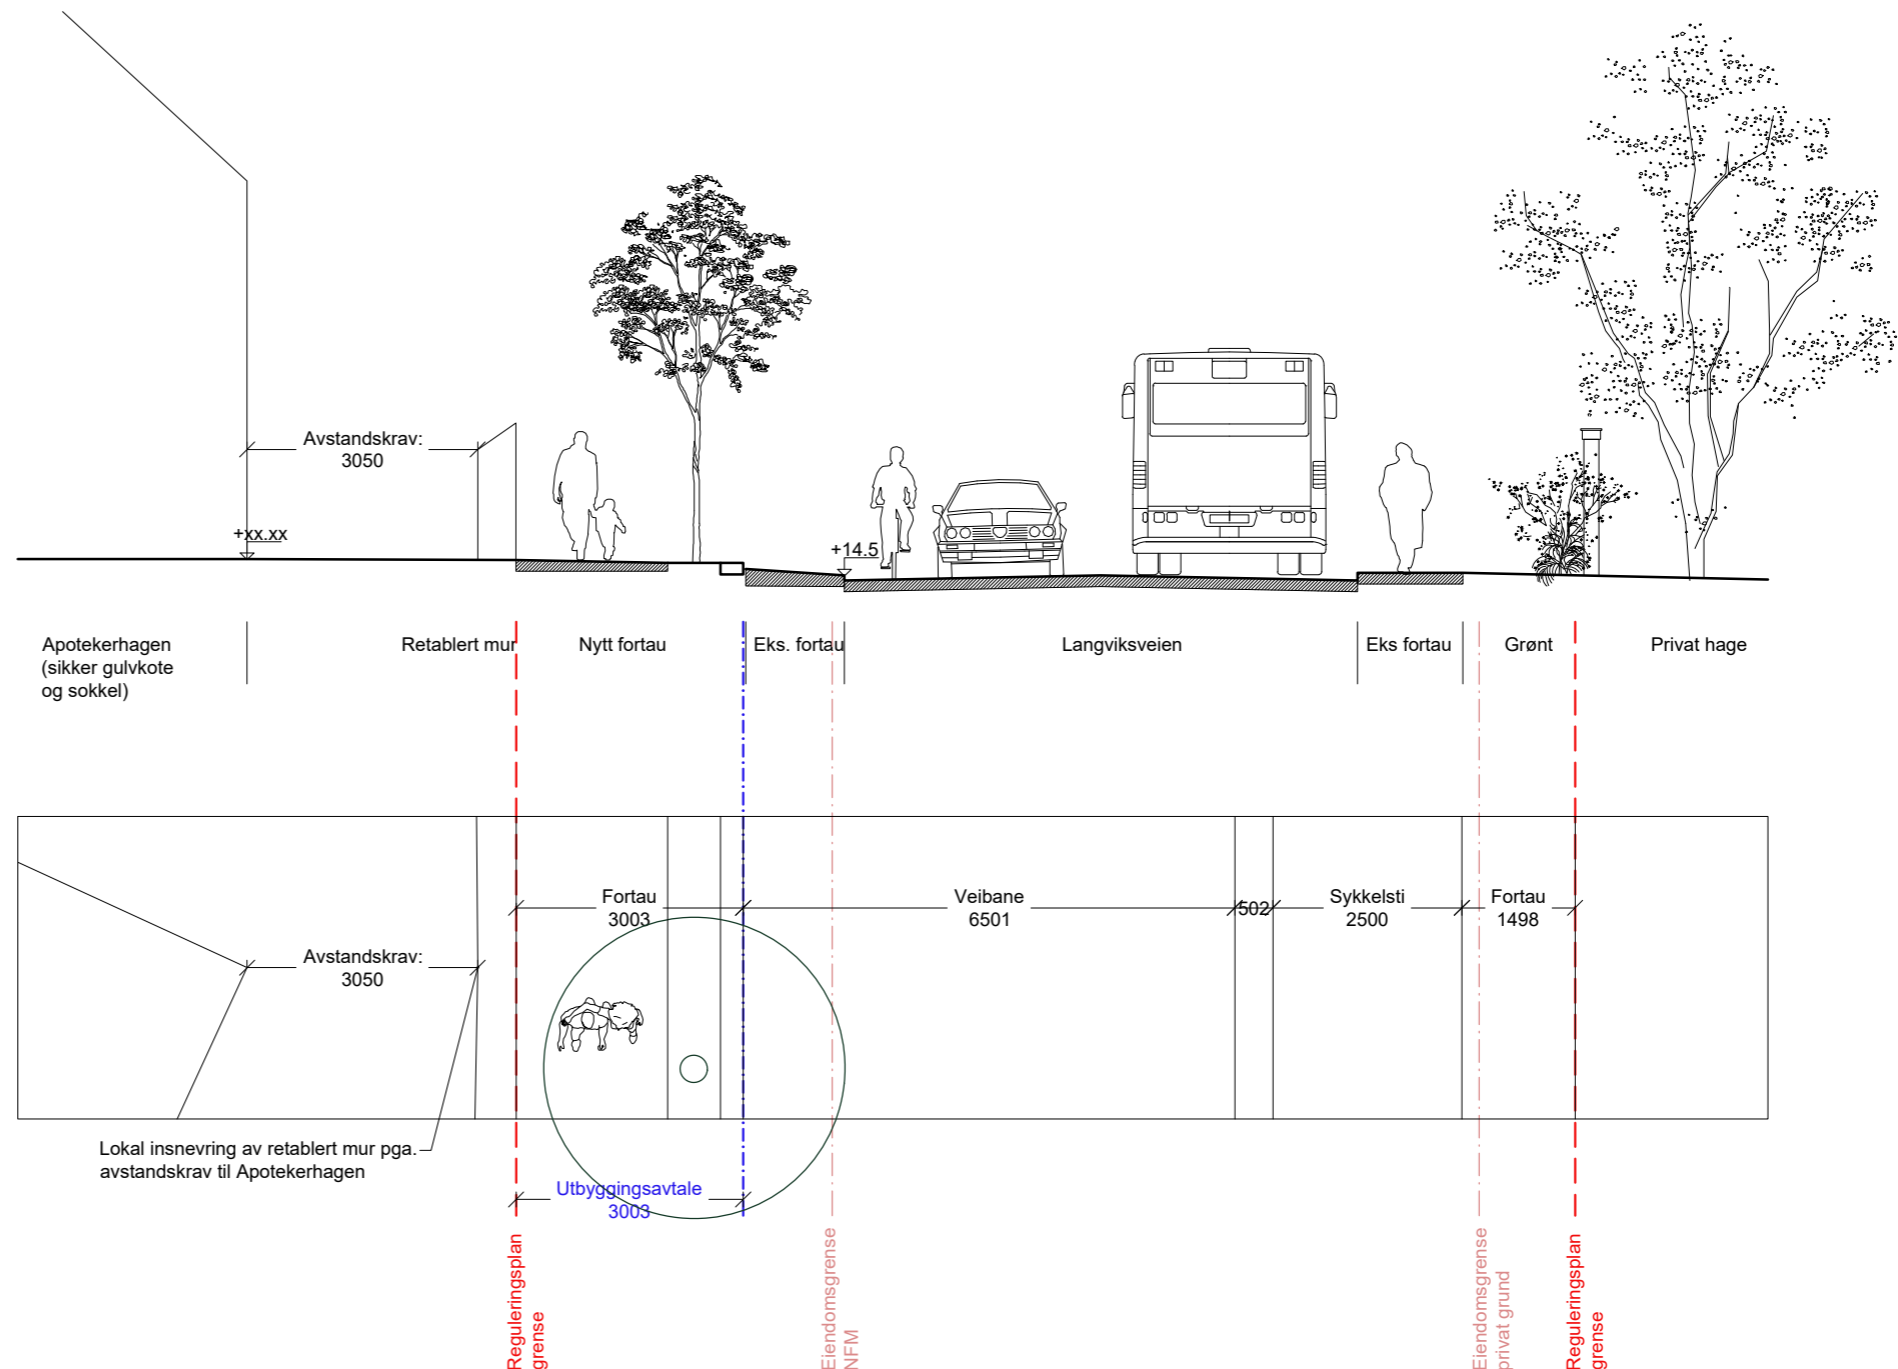 Avstandskrav:
3050
+xx.xx
+14.5
Apotekerhagen
(sikker gulvkote
og sokkel)
Retablert mur
Nytt fortau
Eks. fortau
Langviksveien
Eks fortau
Grønt
Privat hage
Fortau
3003
Veibane
6501
502
Sykkelsti
2500
Fortau
1498
Avstandskrav:
3050
Lokal insnevring av retablert mur pga.
avstandskrav til Apotekerhagen
Utbyggingsavtale
3003
Reguleringsplan
grense
Eiendomsgrense
NFM
Eiendomsgrense
privat grund
Reguleringsplan
grense